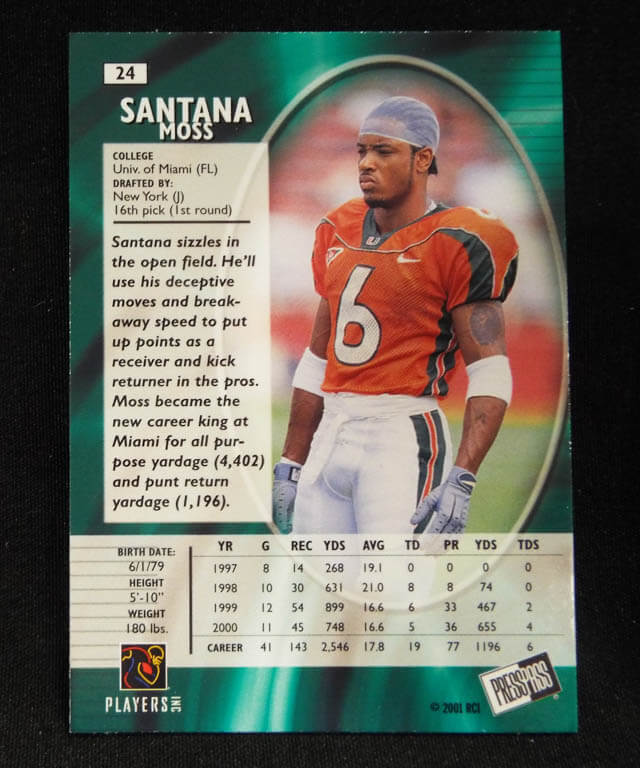 24
SANTANA
MOSS
COLLEGE
Univ. of Miami (FL)
DRAFTED BY:
New York (J)
16th pick (1st round)
Santana sizzles in
the open field. He'll
use his deceptive
moves and break-
away speed to put
up points as a
receiver and kick
returner in the pros.
Moss became the
new career king at
Miami for all pur-
pose yardage (4,402)
and punt return
yardage (1,196).
6
U
BIRTH DATE:
6/1/79
HEIGHT
5'-10"
WEIGHT
180 lbs.
YR G REC YDS AVG TD PR YDS TDS
1997 8 14 268 19.1 0 0 0 0
1998 10 30 631 21.0 8 8 74 0
1999 12 54 899 16.6 6 33 467 2
2000 11 45 748 16.6 5 36 655 4
CAREER 41 143 2,546 17.8 19 77 1196 6
PLAYERS INC
© 2001 RCI
PRESS PASS
®